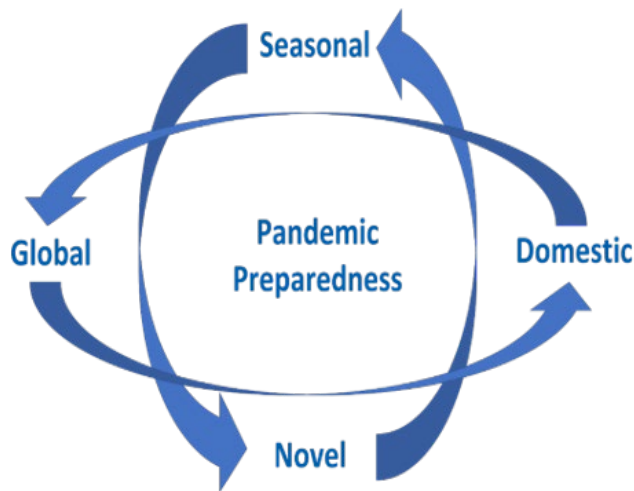 Seasonal
Global
Pandemic
Preparedness
Domestic
Novel